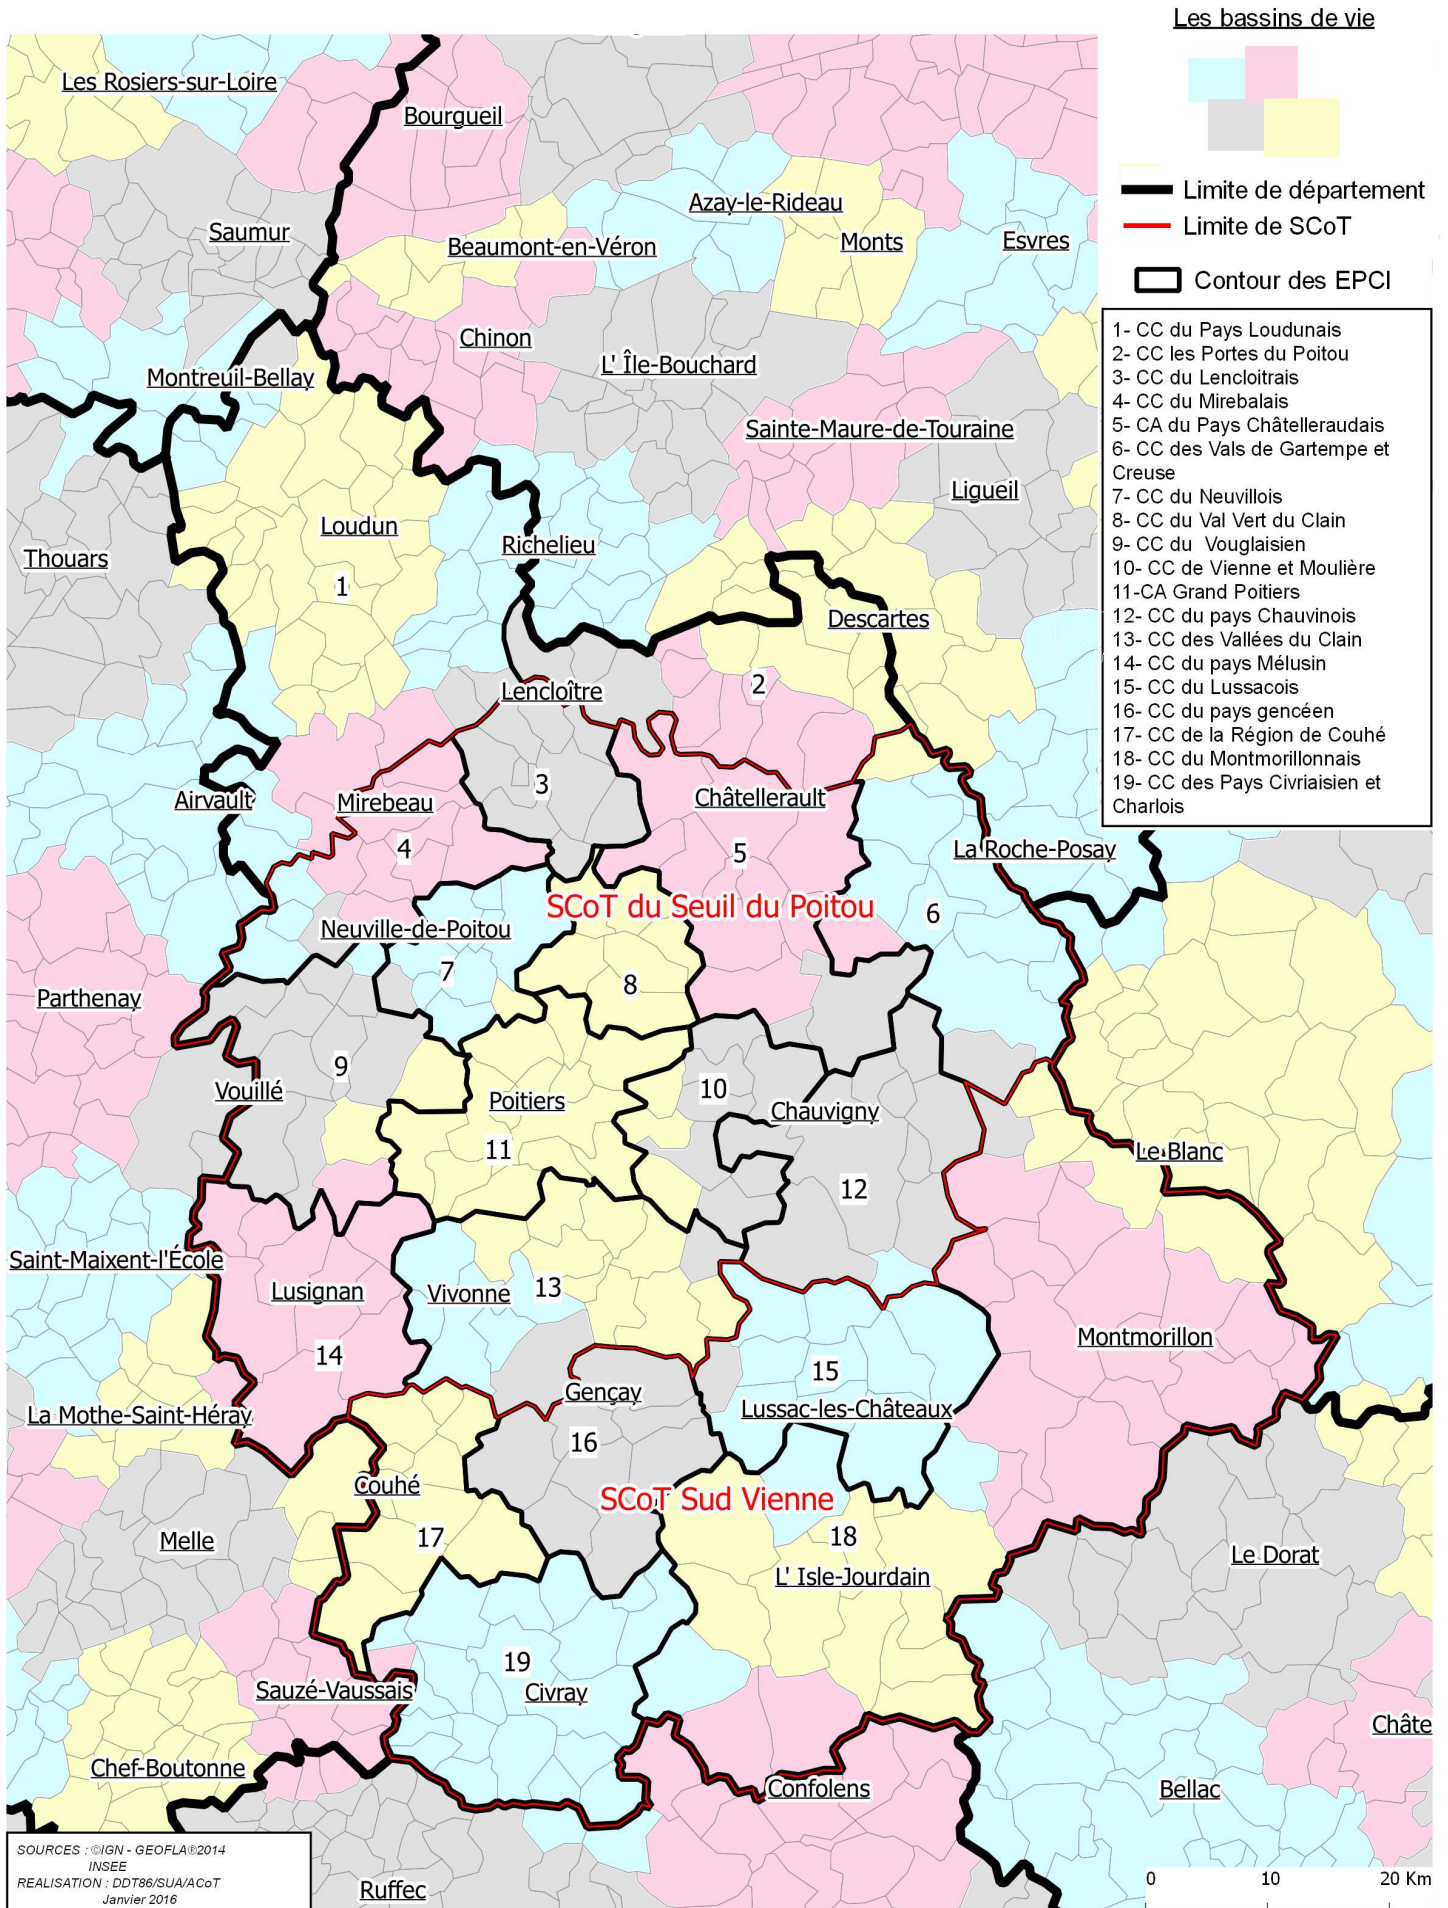 Les bassins de vie
Limite de département
Limite de SCoT
Contour des EPCI
1- CC du Pays Loudunais
2- CC les Portes du Poitou
3- CC du Lencloitrais
4- CC du Mirebalais
5- CA du Pays Châtelleraudais
6- CC des Vals de Gartempe et
Creuse
7- CC du Neuvillois
8- CC du Val Vert du Clain
9- CC du Vouglaisien
10- CC de Vienne et Moulière
11-CA Grand Poitiers
12- CC du pays Chauvinois
13- CC des Vallées du Clain
14- CC du pays Mélusin
15- CC du Lussacois
16- CC du pays gencéen
17- CC de la Région de Couhé
18- CC du Montmorillonnais
19- CC des Pays Civriaisien et
Charlois
Les Rosiers-sur-Loire
Bourgueil
Azay-le-Rideau
Saumur
Beaumont-en-Véron
Monts
Esvres
Chinon
L' Île-Bouchard
Montreuil-Bellay
Sainte-Maure-de-Touraine
Ligueil
Loudun
Richelieu
Thouars
1
Descartes
Lencloître
2
3
Airvault
Mirebeau
Châtellerault
4
5
La Roche-Posay
SCoT du Seuil du Poitou
6
Neuville-de-Poitou
7
8
Parthenay
9
Vouillé
10
Poitiers
Chauvigny
11
Le Blanc
12
Saint-Maixent-l'École
Lusignan
Vivonne
13
Montmorillon
14
15
Gençay
La Mothe-Saint-Héray
Lussac-les-Châteaux
16
Couhé
SCoT Sud Vienne
Melle
17
18
Le Dorat
L' Isle-Jourdain
19
Sauzé-Vaussais
Civray
Châte
Chef-Boutonne
Confolens
Bellac
Ruffec
SOURCES : ©IGN - GEOFLA®2014
INSEE
REALISATION : DDT86/SUA/ACoT
Janvier 2016
0 10 20 Km